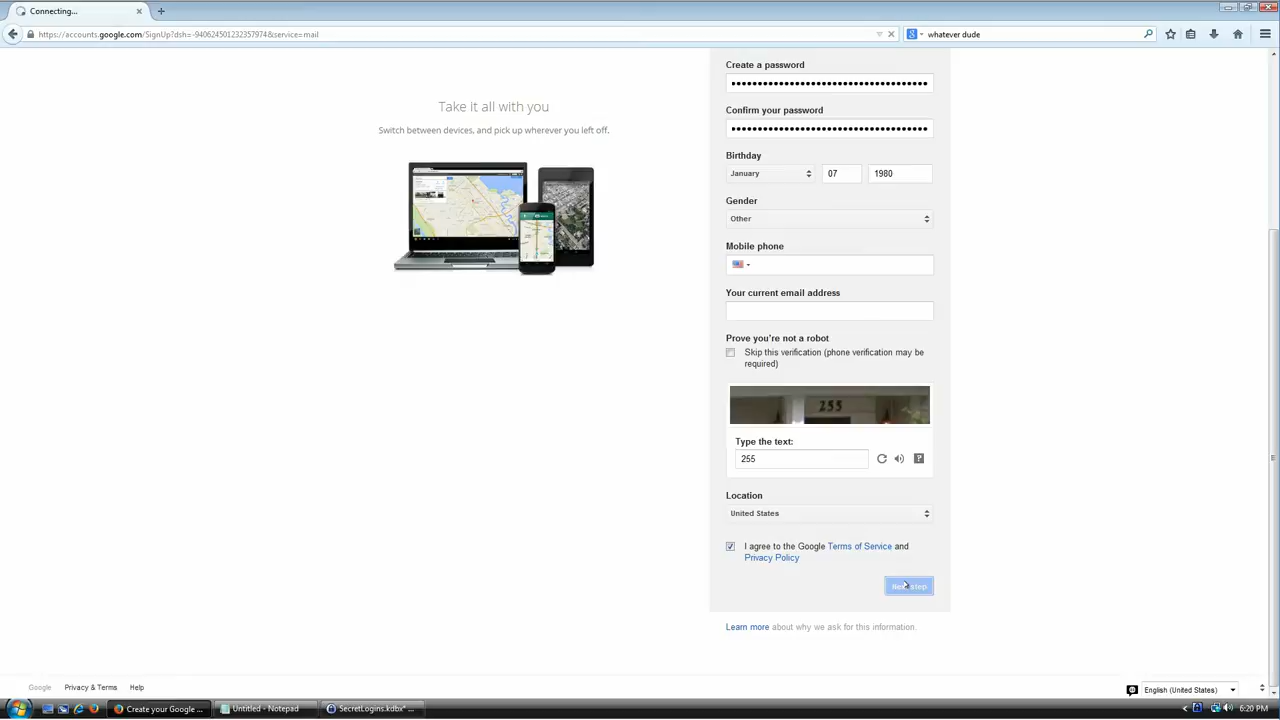 Connecting...
https://accounts.google.com/SignUp?dsh=-940624501232357974&service=mail
whatever dude
Take it all with you
Switch between devices, and pick up wherever you left off.
Create a password
Confirm your password
Birthday
January 07 1980
Gender
Other
Mobile phone
Your current email address
Prove you're not a robot
Skip this verification (phone verification may be
required)
255
Type the text:
255
Location
United States
I agree to the Google Terms of Service and
Privacy Policy
Next step
Learn more about why we ask for this information.
Google Privacy & Terms Help
English (United States)
Create your Google ... Untitled - Notepad SecretLogins.kdbx* ... 6:20 PM